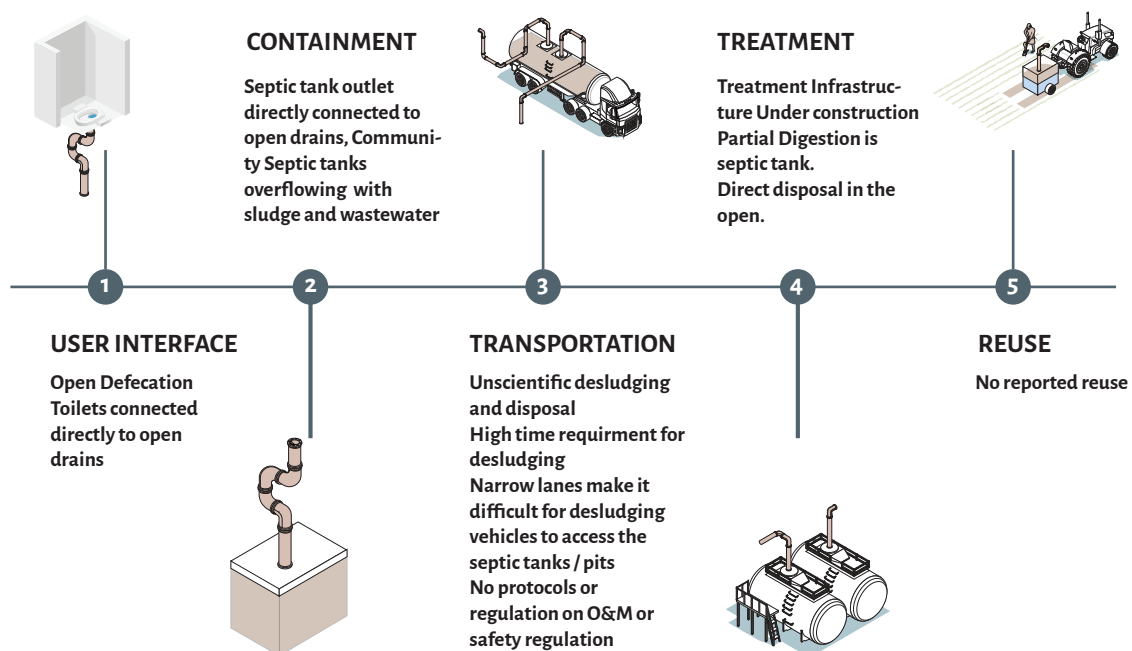 CONTAINMENT
Septic tank outlet
directly connected to
open drains, Communi-
ty Septic tanks
overflowing with
sludge and wastewater
TREATMENT
Treatment Infrastruc-
ture Under construction
Partial Digestion is
septic tank.
Direct disposal in the
open.
1
2
3
4
5
USER INTERFACE
Open Defecation
Toilets connected
directly to open
drains
TRANSPORTATION
Unscientific desludging
and disposal
High time requirment for
desludging
Narrow lanes make it
difficult for desludging
vehicles to access the
septic tanks / pits
No protocols or
regulation on O&M or
safety regulation
REUSE
No reported reuse